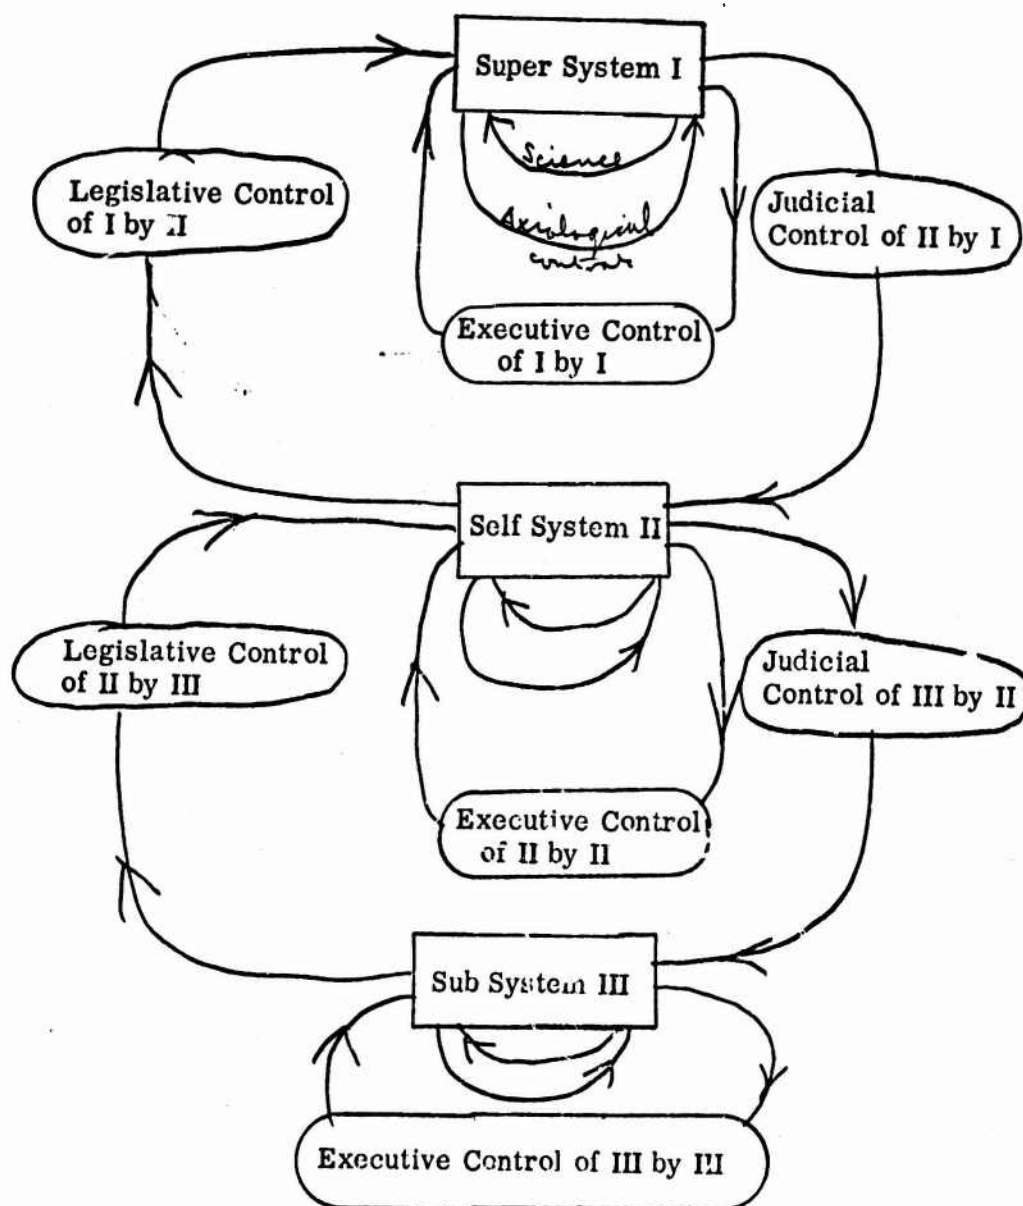 Super System I
Science
Axiological
control
Legislative Control
of I by II
Judicial
Control of II by I
Executive Control
of I by I
Self System II
Legislative Control
of II by III
Judicial
Control of III by II
Executive Control
of II by II
Sub System III
Executive Control of III by III